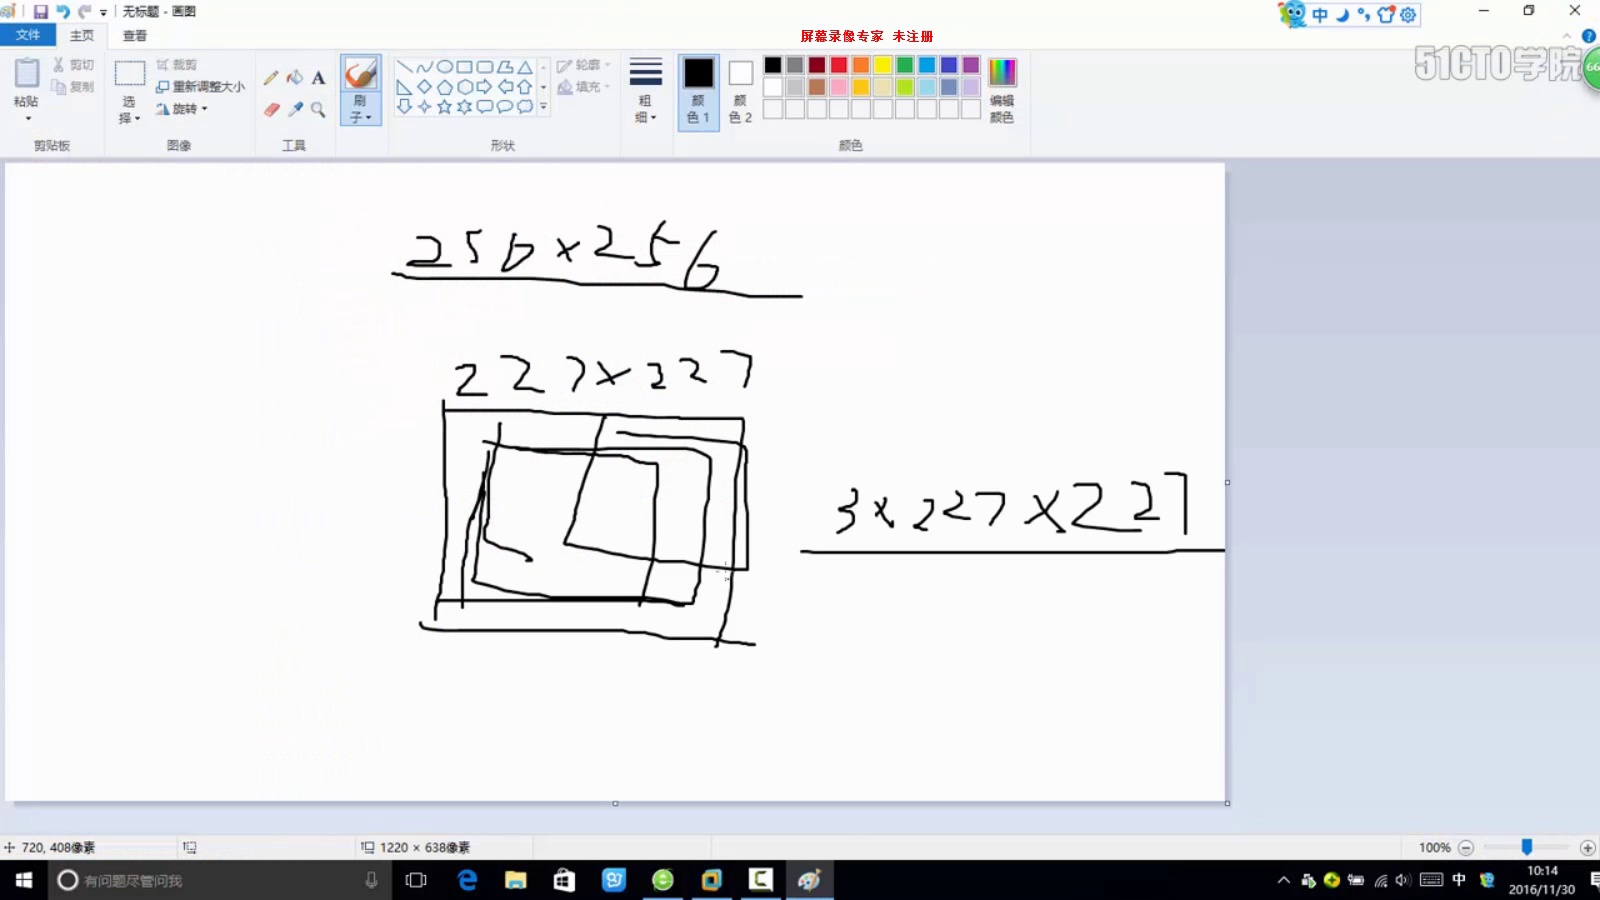 无标题 - 画图
文件 主页 查看
屏幕录像专家 未注册
51CTO学院
中
66
粘贴
剪切
复制
剪贴板
选择
裁剪
重新调整大小
旋转
图像
A
工具
刷子
轮廓
填充
形状
粗细
颜色 1
颜色 2
编辑颜色
颜色
256×256
227×227
3×227×227
720, 408像素
1220 × 638像素
100%
有问题尽管问我
中
10:14
2016/11/30